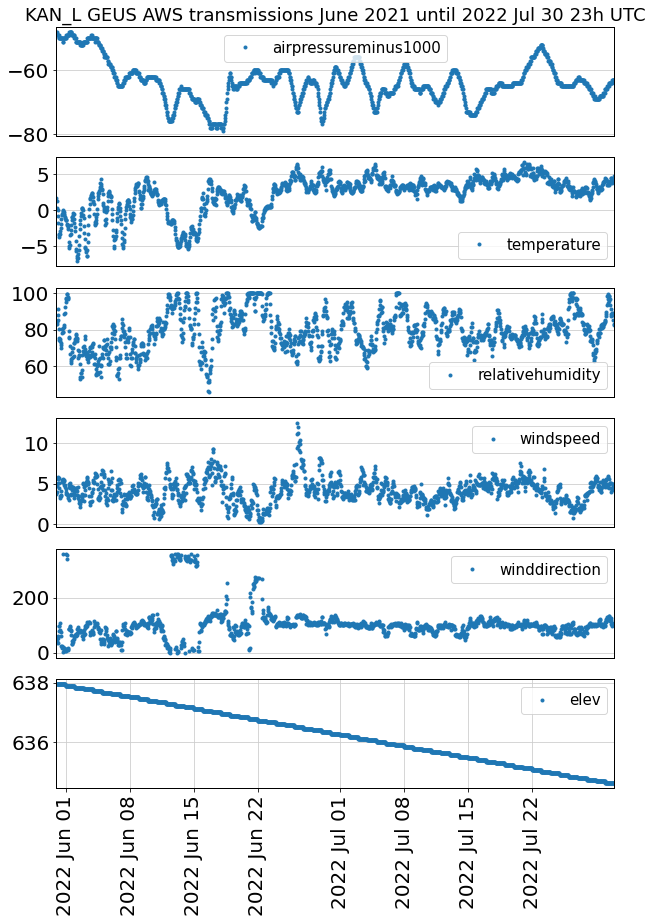 KAN_L GEUS AWS transmissions June 2021 until 2022 Jul 30 23h UTC
airpressureminus1000
−60
−80
5
0
−5
temperature
100
80
60
relativehumidity
windspeed
10
5
0
winddirection
200
0
638
elev
636
2022 Jun 01
2022 Jun 08
2022 Jun 15
2022 Jun 22
2022 Jul 01
2022 Jul 08
2022 Jul 15
2022 Jul 22